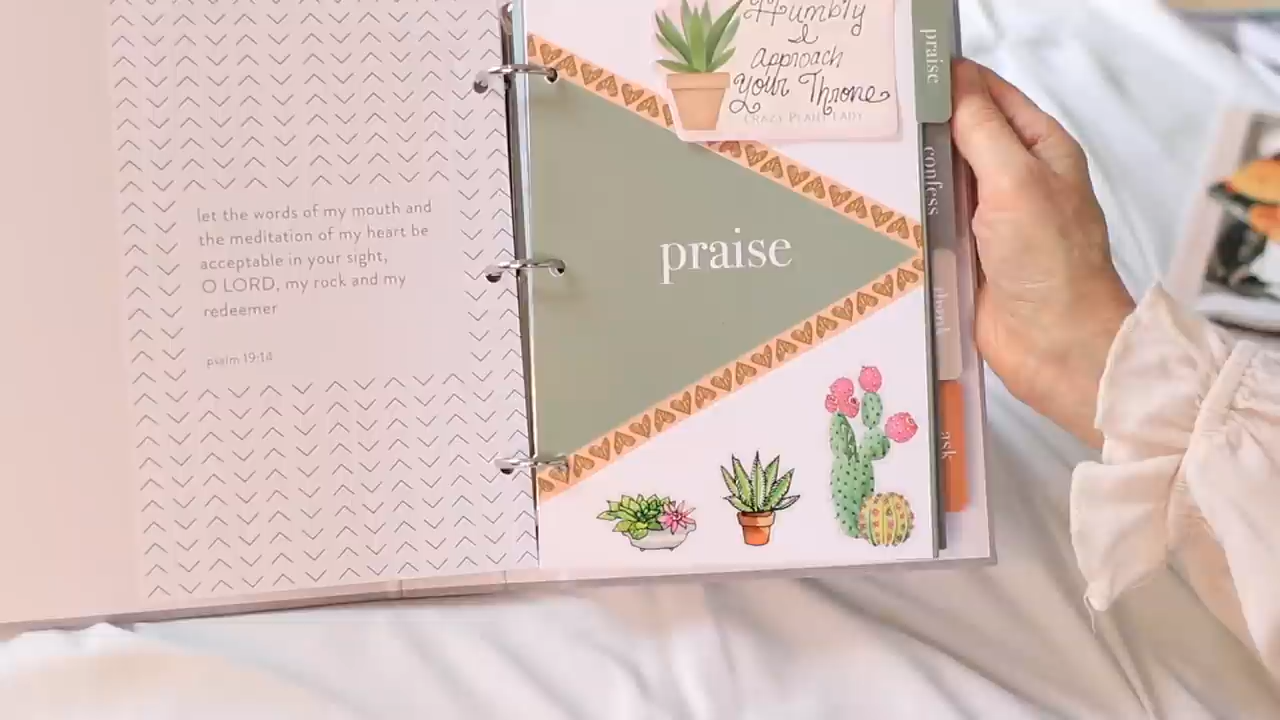 let the words of my mouth and
the meditation of my heart be
acceptable in your sight,
O LORD, my rock and my
redeemer
psalm 19:14
Humbly
I
Approach
Your Throne
CRAZY PLANT LADY
praise
praise
confess
thank
ask